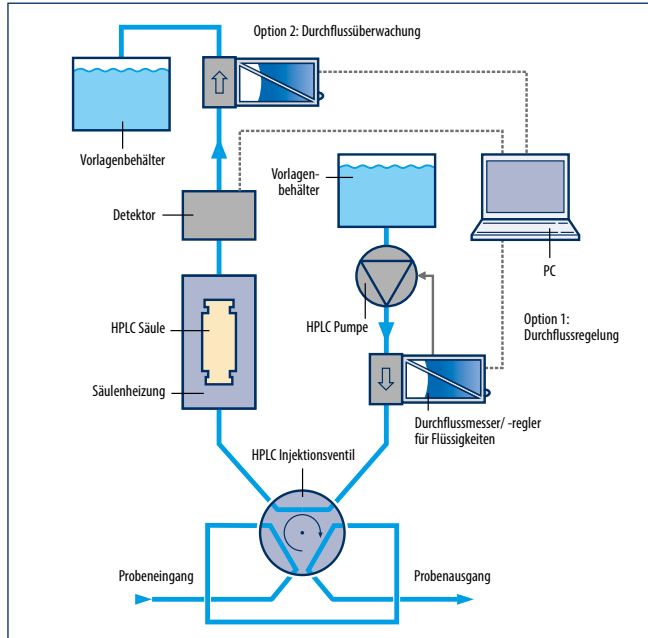 Option 2: Durchflussüberwachung
Vorlagenbehälter
Vorlagen-
behälter
Detektor
PC
HPLC Pumpe
Option 1:
Durchflussregelung
HPLC Säule
Säulenheizung
Durchflussmesser/ -regler
für Flüssigkeiten
HPLC Injektionsventil
Probeneingang
Probenausgang